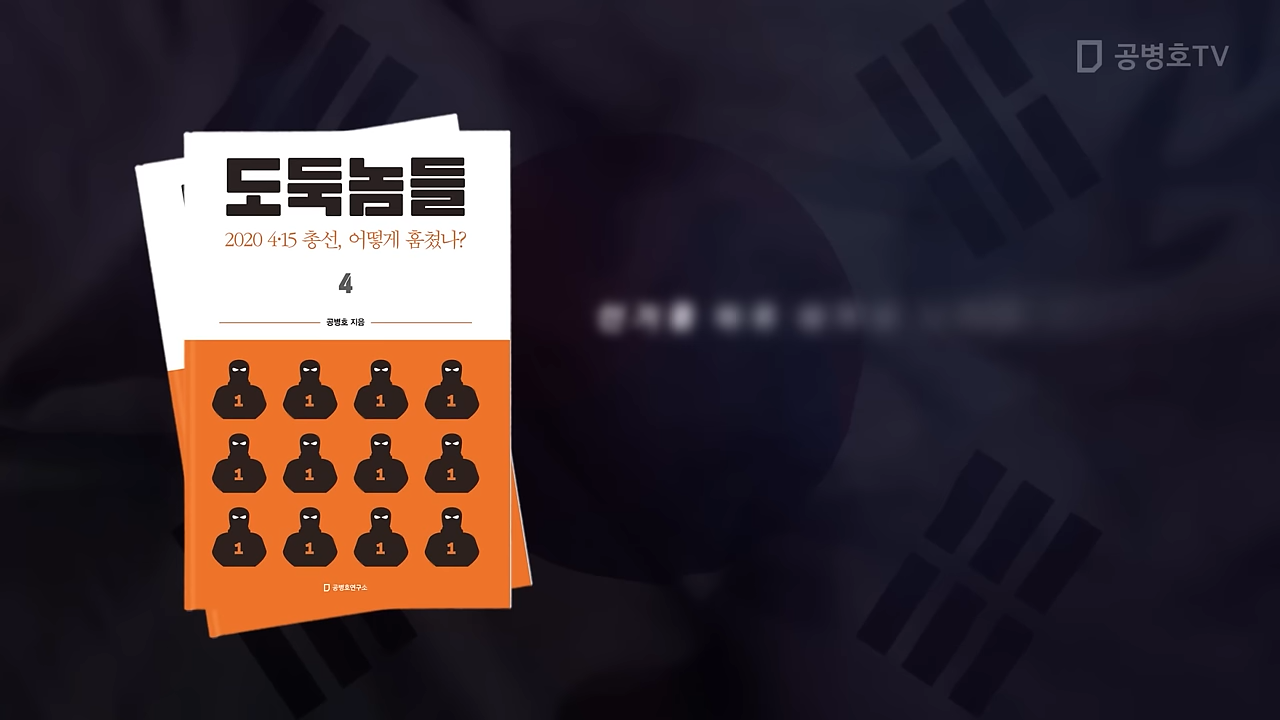 공병호TV
도둑놈들
2020 4·15 총선, 어떻게 훔쳤나?
4
공병호 지음
1 1 1 1
1 1 1 1
1 1 1 1
공병호연구소